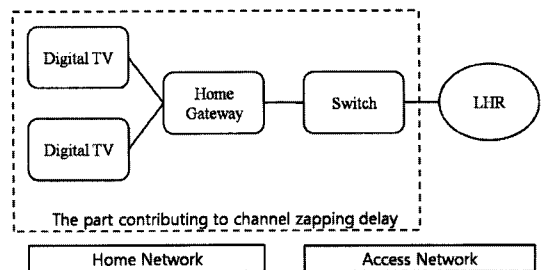 Digital TV
Home
Gateway
Switch
LHR
Digital TV
The part contributing to channel zapping delay
Home Network
Access Network